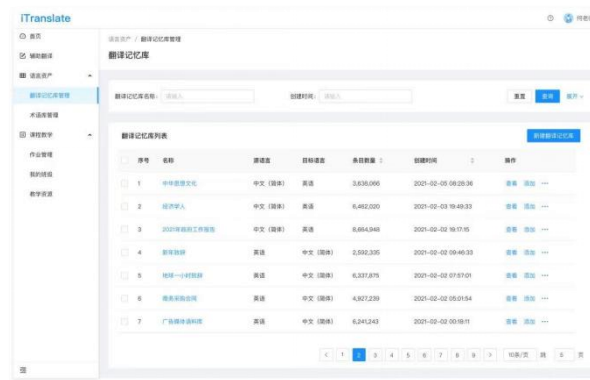 iTranslate
首页
语言资产 / 翻译记忆库管理
辅助翻译
翻译记忆库
语言资产
翻译记忆库管理
翻译记忆库名称: 请输入 创建时间: 请输入 重置 查询 展开
术语库管理
课程教学
翻译记忆库列表 新建翻译记忆库
作业管理
序号 名称 源语言 目标语言 条目数量 创建时间 操作
我的班级
1 中华思想文化 中文（简体） 英语 3,638,066 2021-02-05 08:28:36 查看 添加 ···
教学资源
2 经济学人 中文（简体） 英语 6,482,020 2021-02-03 19:49:33 查看 添加 ···
3 2021年政府工作报告 中文（简体） 英语 8,664,948 2021-02-02 19:17:15 查看 添加 ···
4 新年致辞 英语 中文（简体） 2,592,335 2021-02-02 09:46:33 查看 添加 ···
5 地球一小时致辞 英语 中文（简体） 6,337,875 2021-02-02 07:57:01 查看 添加 ···
6 商务采购合同 英语 中文（简体） 4,927,239 2021-02-02 05:01:54 查看 添加 ···
7 广告媒体语料库 英语 中文（简体） 6,241,243 2021-02-02 00:18:11 查看 添加 ···
< 1 2 3 4 5 6 7 8 9 > 10条/页 跳 5 页